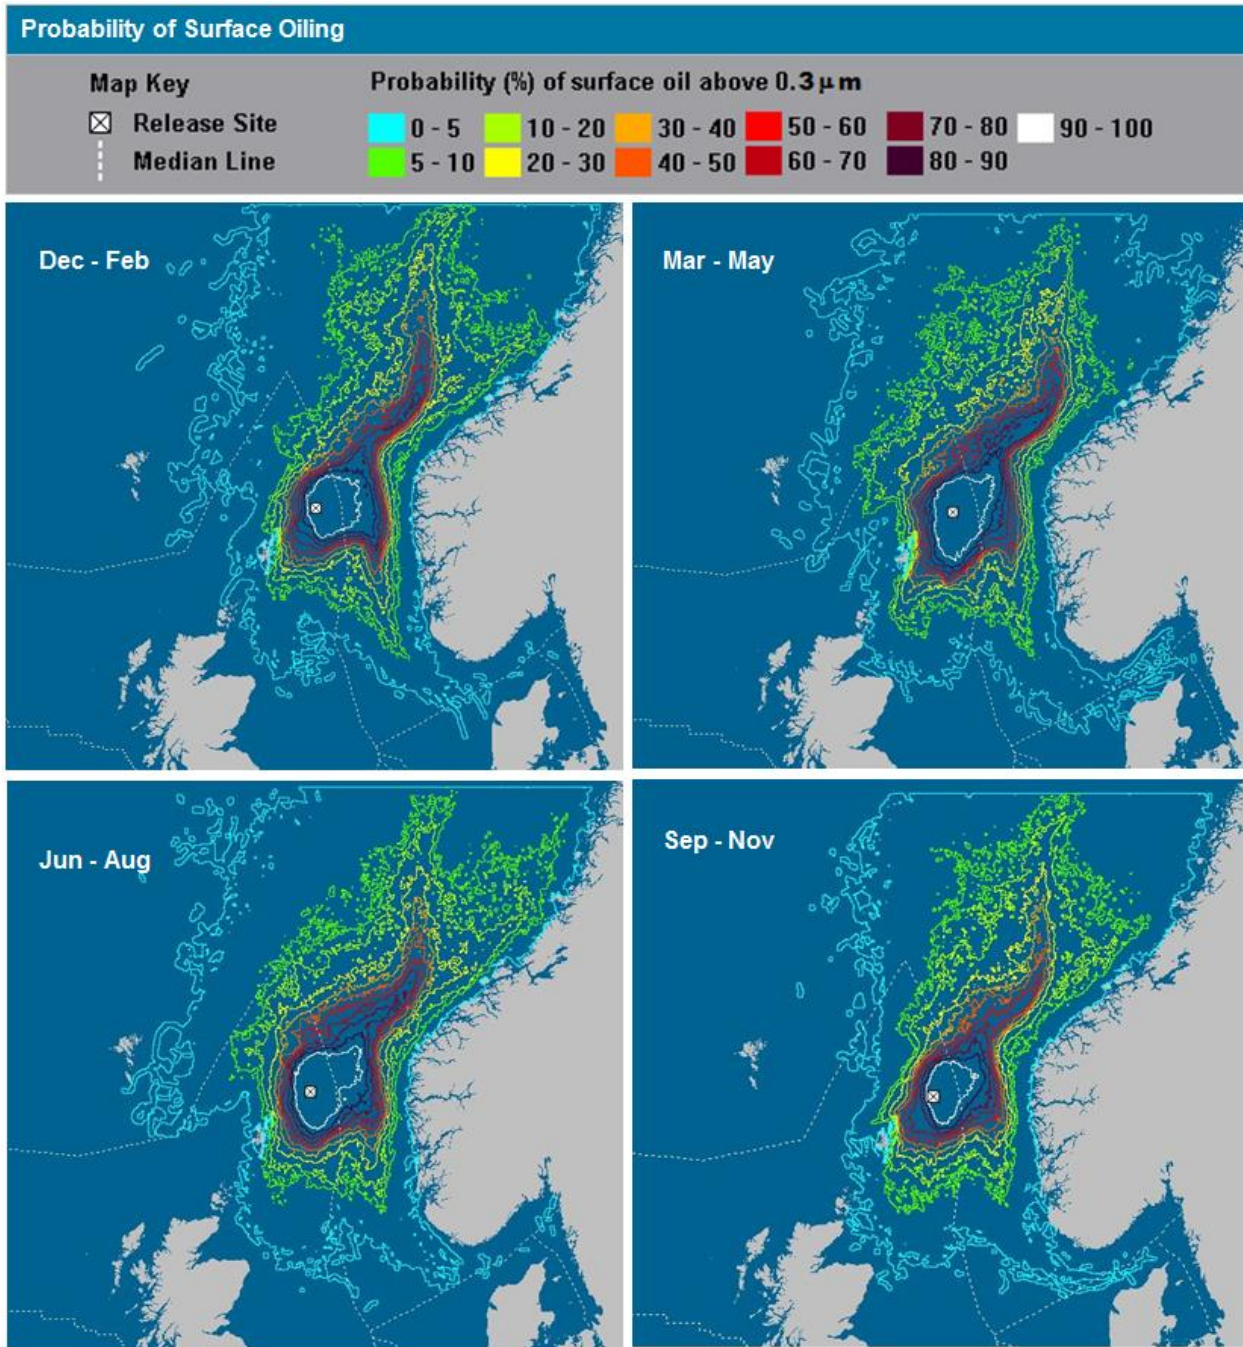 Probability of Surface Oiling
Map Key
Probability (%) of surface oil above 0.3 µm
Release Site
0 - 5 10 - 20 30 - 40 50 - 60 70 - 80 90 - 100
Median Line
5 - 10 20 - 30 40 - 50 60 - 70 80 - 90
Dec - Feb
Mar - May
Jun - Aug
Sep - Nov